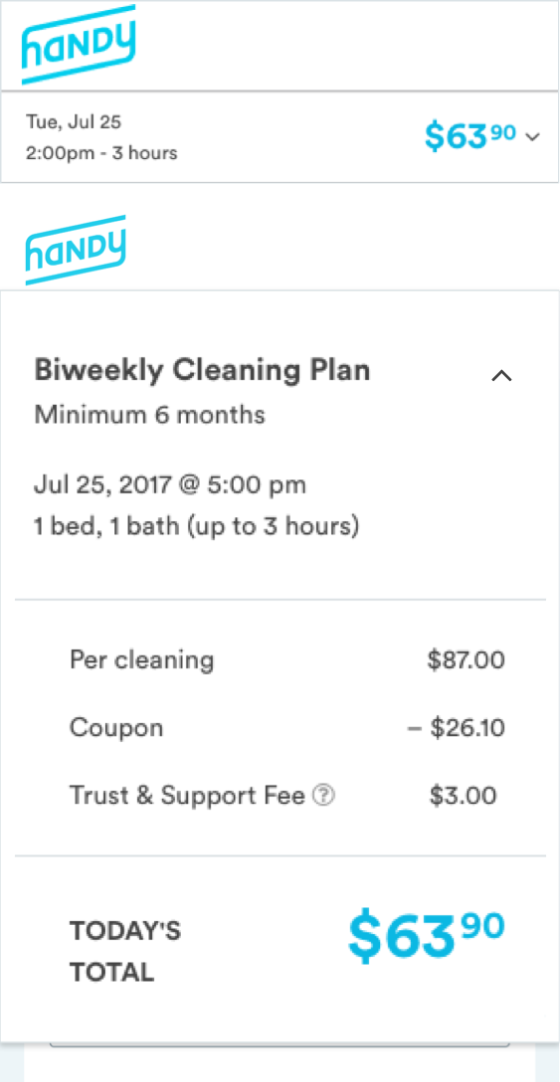 handy
Tue, Jul 25
$63 90
2:00pm - 3 hours
handy
Biweekly Cleaning Plan
Minimum 6 months
Jul 25, 2017 @ 5:00 pm
1 bed, 1 bath (up to 3 hours)
Per cleaning $87.00
Coupon – $26.10
Trust & Support Fee ? $3.00
TODAY'S
TOTAL
$63 90